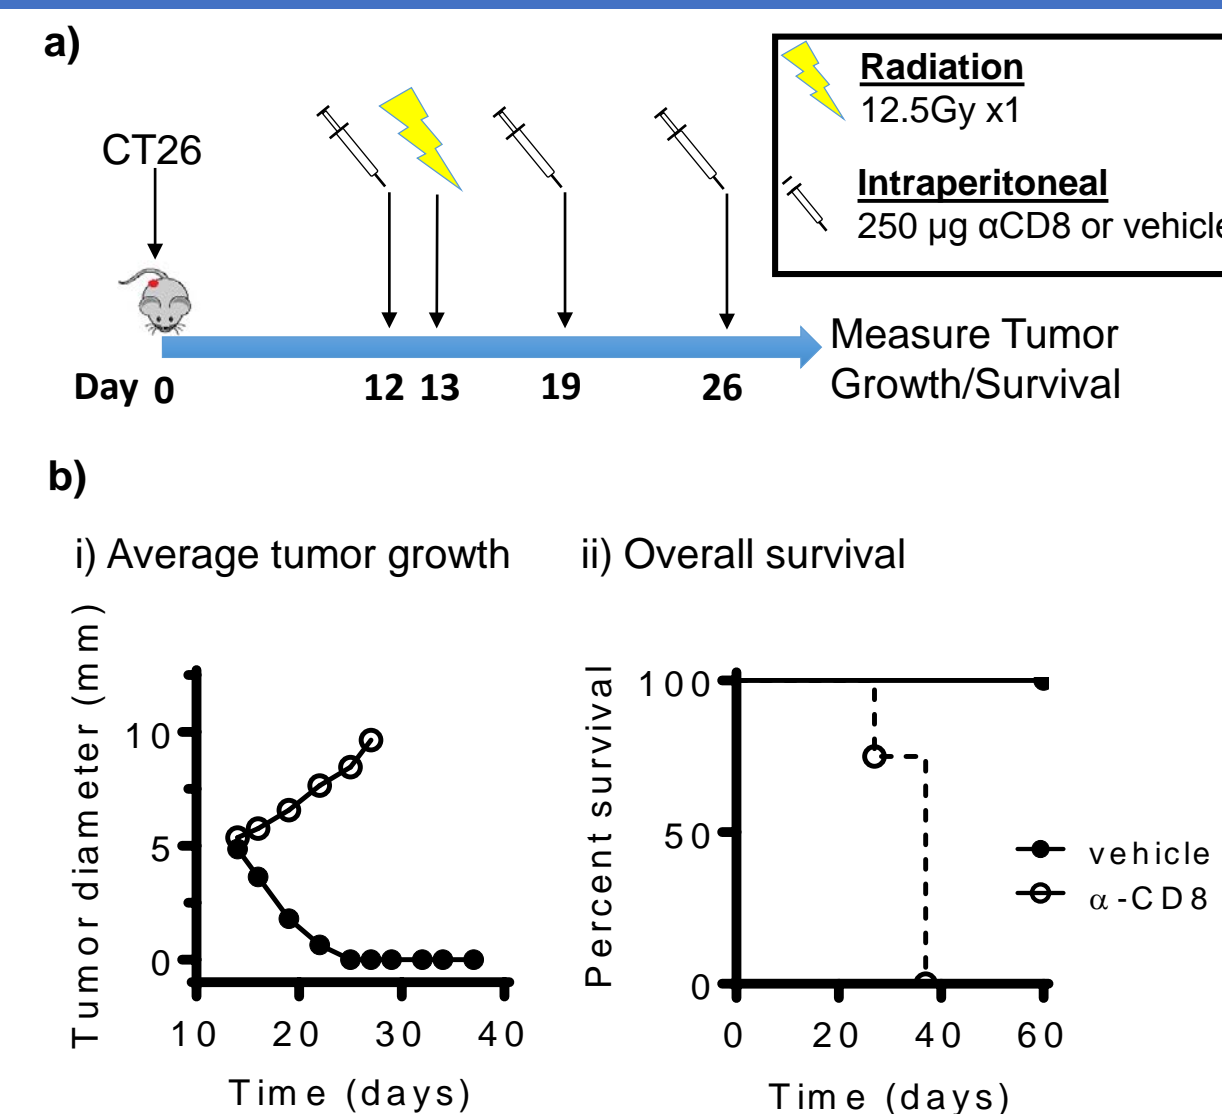 a)
CT26
Radiation
12.5Gy x1
Intraperitoneal
250 µg αCD8 or vehicle
Measure Tumor
Growth/Survival
Day 0 12 13 19 26
b)
i) Average tumor growth
ii) Overall survival
Tumor diameter (mm)
10
5
0
10 20 30 40
Time (days)
Percent survival
100
50
0
0 20 40 60
Time (days)
vehicle
α-CD8